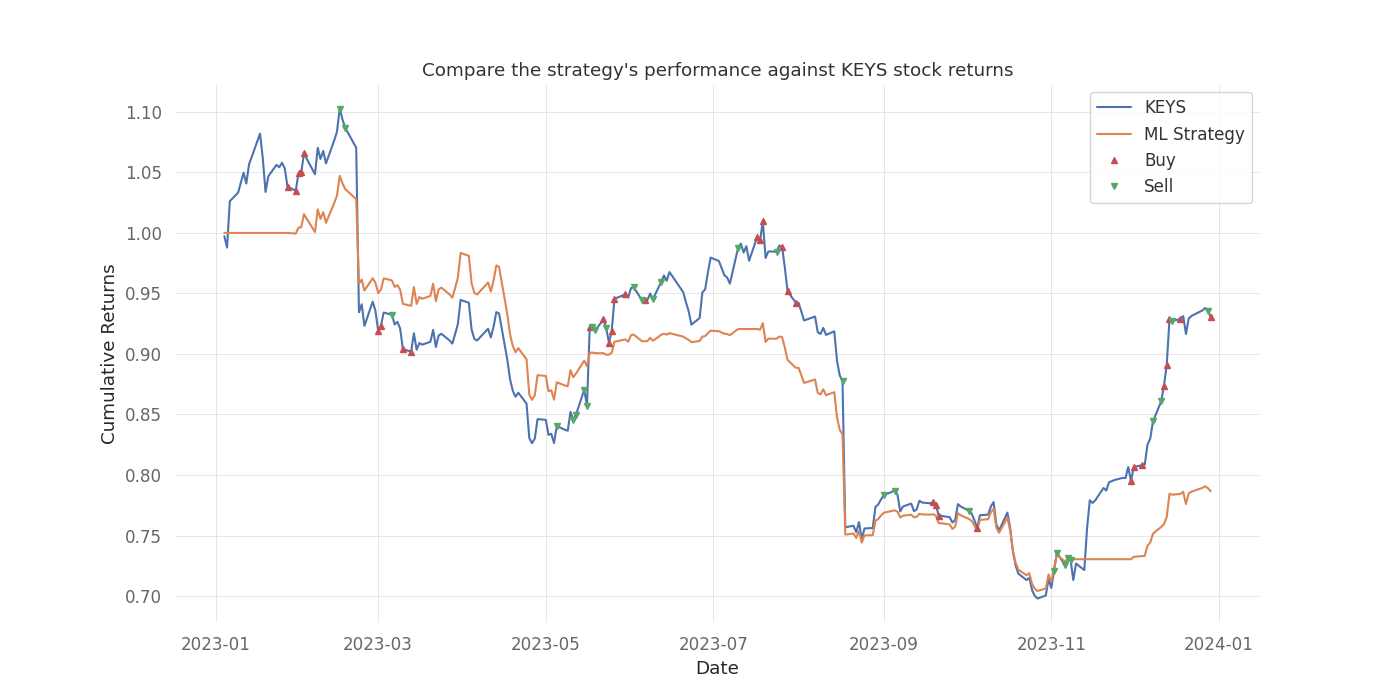 Compare the strategy's performance against KEYS stock returns
KEYS
ML Strategy
Buy
Sell
Cumulative Returns
1.10
1.05
1.00
0.95
0.90
0.85
0.80
0.75
0.70
2023-01
2023-03
2023-05
2023-07
2023-09
2023-11
2024-01
Date